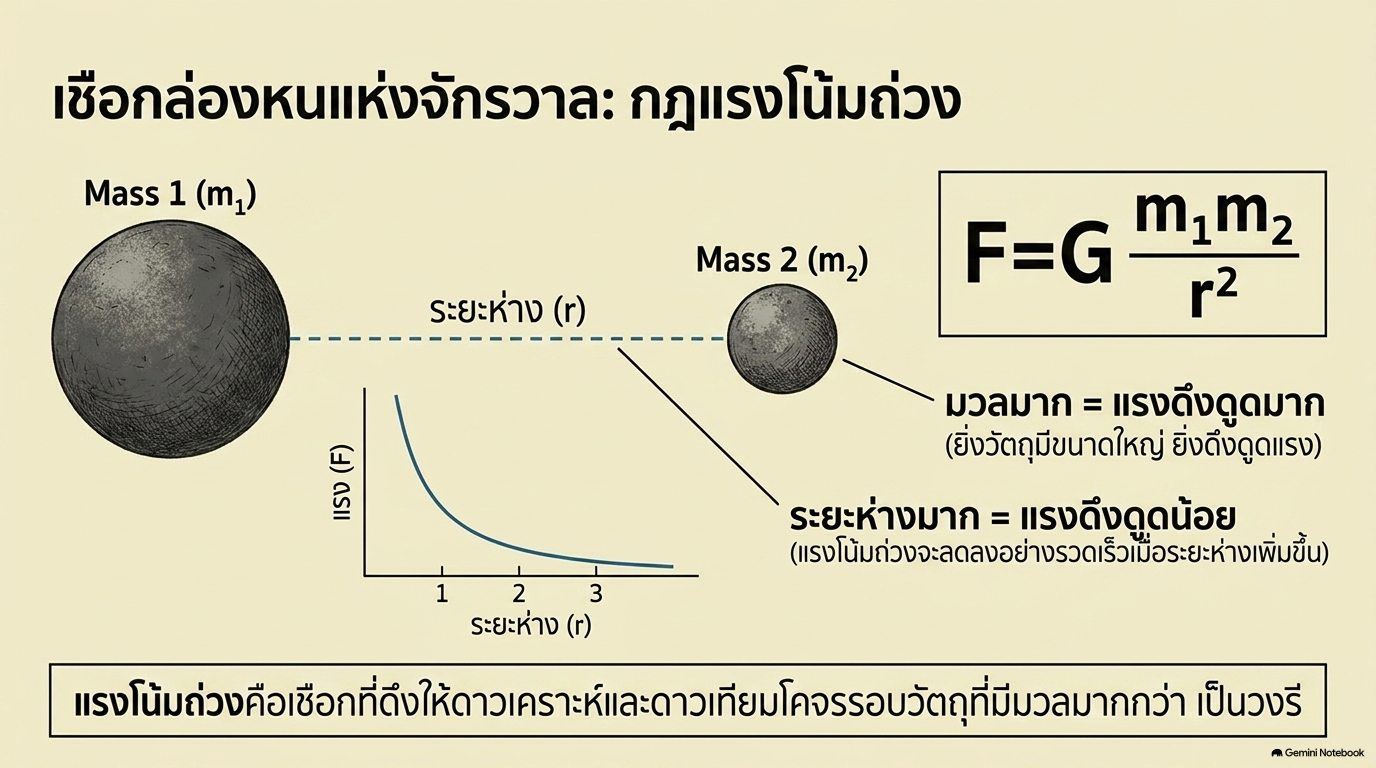 เชือกล่องหนแห่งจักรวาล: กฎแรงโน้มถ่วง
Mass 1 (m₁)
Mass 2 (m₂)
ระยะห่าง (r)
F=G m₁m₂
r²
มวลมาก = แรงดึงดูดมาก
(ยิ่งวัตถุมีขนาดใหญ่ ยิ่งดึงดูดแรง)
ระยะห่างมาก = แรงดึงดูดน้อย
(แรงโน้มถ่วงจะลดลงอย่างรวดเร็วเมื่อระยะห่างเพิ่มขึ้น)
แรง (F)
1 2 3
ระยะห่าง (r)
แรงโน้มถ่วงคือเชือกที่ดึงให้ดาวเคราะห์และดาวเทียมโคจรรอบวัตถุที่มีมวลมากกว่า เป็นวงรี
Gemini Notebook